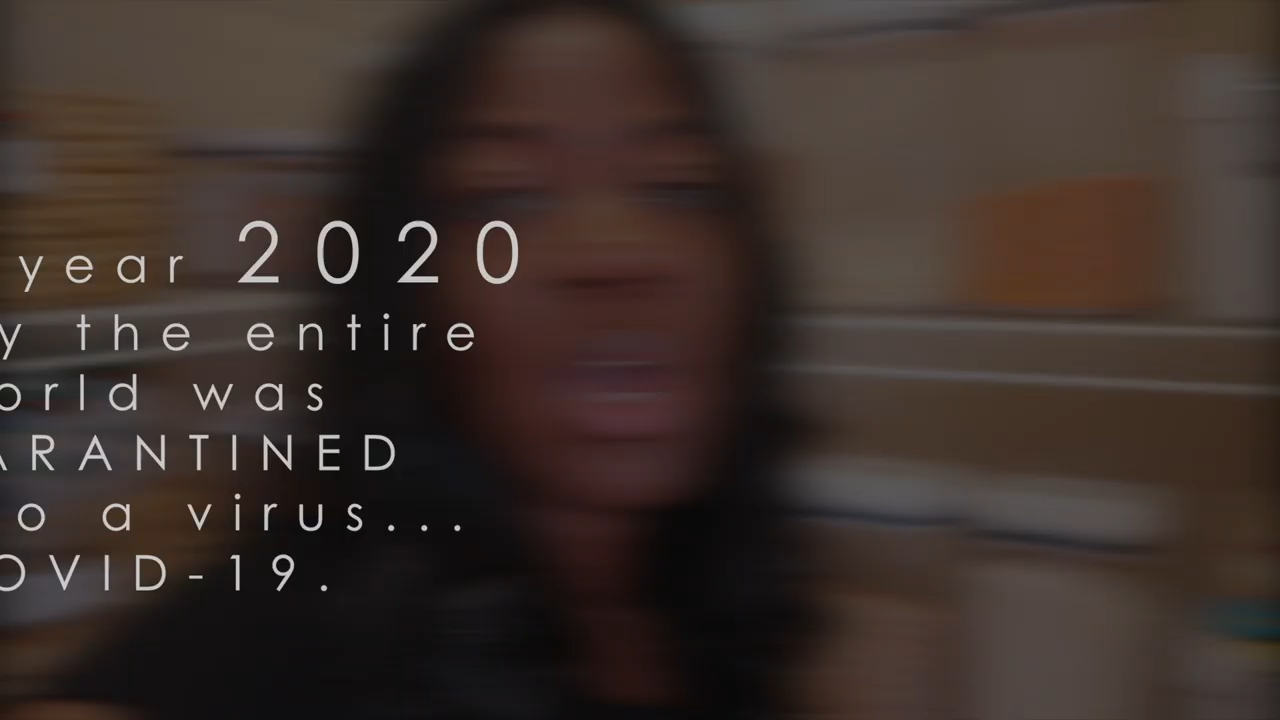 year 2020
y the entire
orld was
ARANTINED
o a virus...
OVID-19.